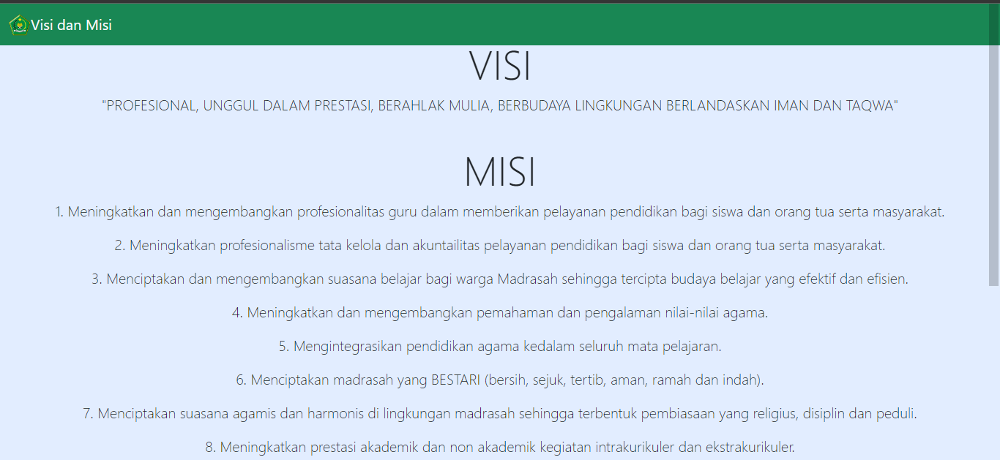 Visi dan Misi
VISI
"PROFESIONAL, UNGGUL DALAM PRESTASI, BERAHLAK MULIA, BERBUDAYA LINGKUNGAN BERLANDASKAN IMAN DAN TAQWA"
MISI
1. Meningkatkan dan mengembangkan profesionalitas guru dalam memberikan pelayanan pendidikan bagi siswa dan orang tua serta masyarakat.
2. Meningkatkan profesionalisme tata kelola dan akuntailitas pelayanan pendidikan bagi siswa dan orang tua serta masyarakat.
3. Menciptakan dan mengembangkan suasana belajar bagi warga Madrasah sehingga tercipta budaya belajar yang efektif dan efisien.
4. Meningkatkan dan mengembangkan pemahaman dan pengalaman nilai-nilai agama.
5. Mengintegrasikan pendidikan agama kedalam seluruh mata pelajaran.
6. Menciptakan madrasah yang BESTARI (bersih, sejuk, tertib, aman, ramah dan indah).
7. Menciptakan suasana agamis dan harmonis di lingkungan madrasah sehingga terbentuk pembiasaan yang religius, disiplin dan peduli.
8. Meningkatkan prestasi akademik dan non akademik kegiatan intrakurikuler dan ekstrakurikuler.